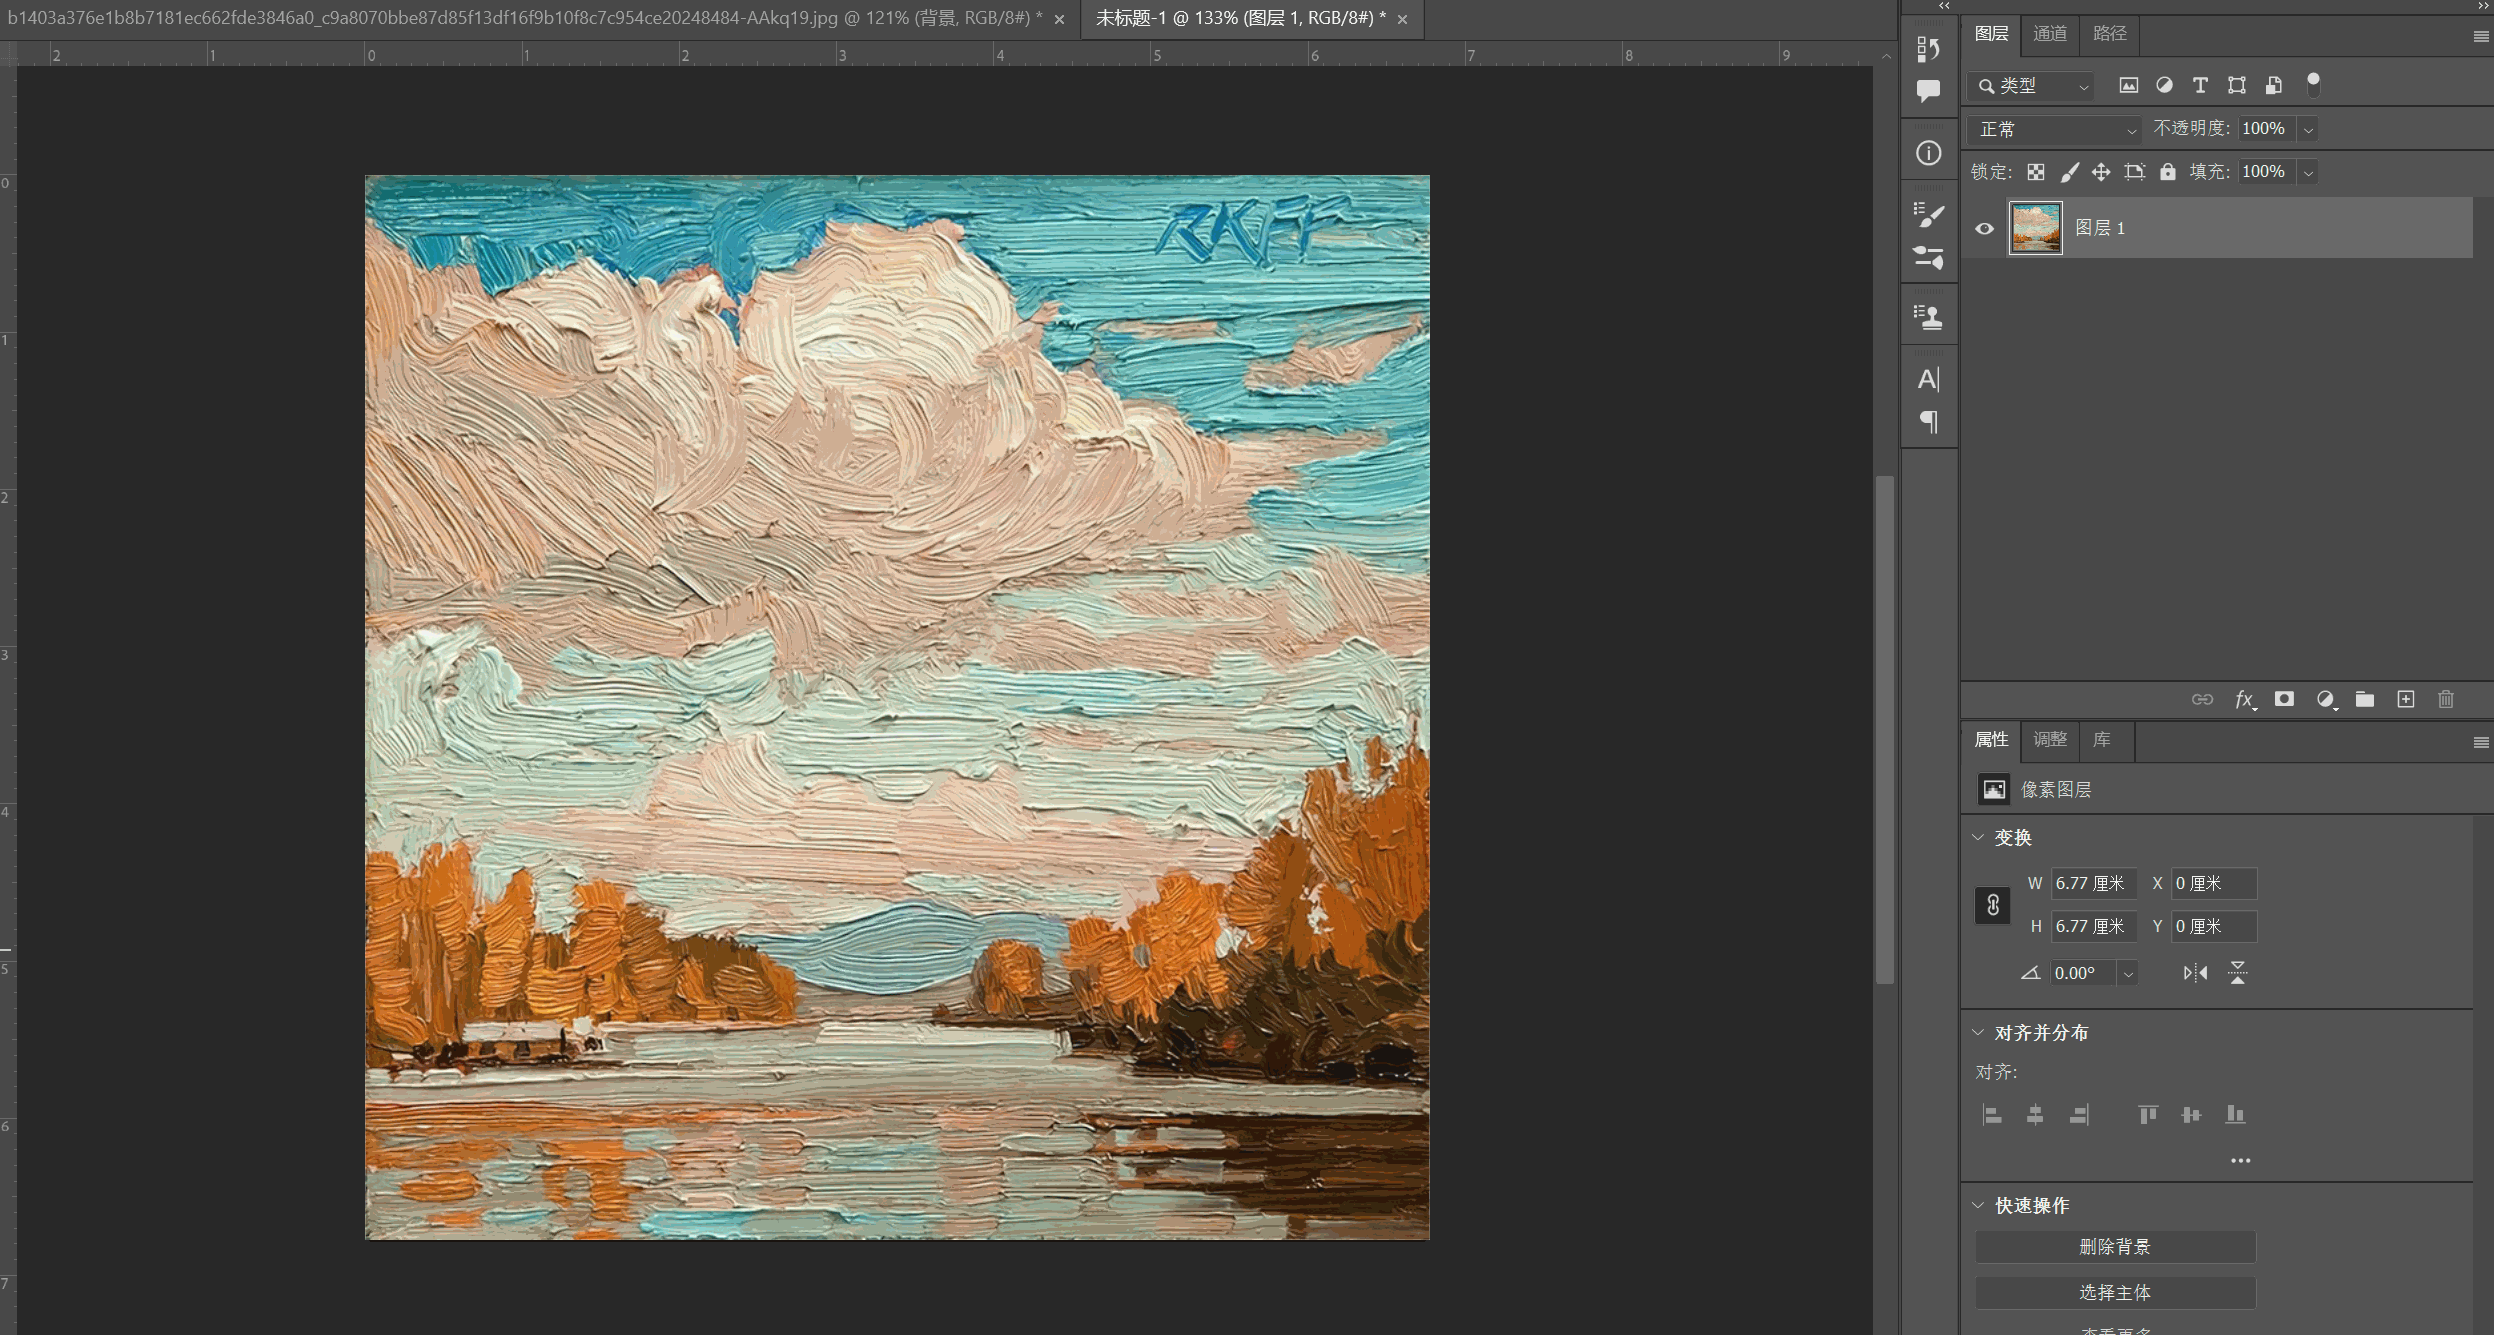 b1403a376e1b8b7181ec662fde3846a0_c9a8070bbe87d85f13df16f9b10f8c7c954ce20248484-AAkq19.jpg @ 121% (背景, RGB/8#) * ×
未标题-1 @ 133% (图层 1, RGB/8#) * ×
2 1 0 1 2 3 4 5 6 7 8 9
0
1
2
3
4
5
6
7
图层 通道 路径
类型
正常 不透明度: 100%
锁定: 填充: 100%
图层 1
fx
属性 调整 库
像素图层
变换
W 6.77 厘米 X 0 厘米
H 6.77 厘米 Y 0 厘米
0.00°
对齐并分布
对齐:
快速操作
删除背景
选择主体